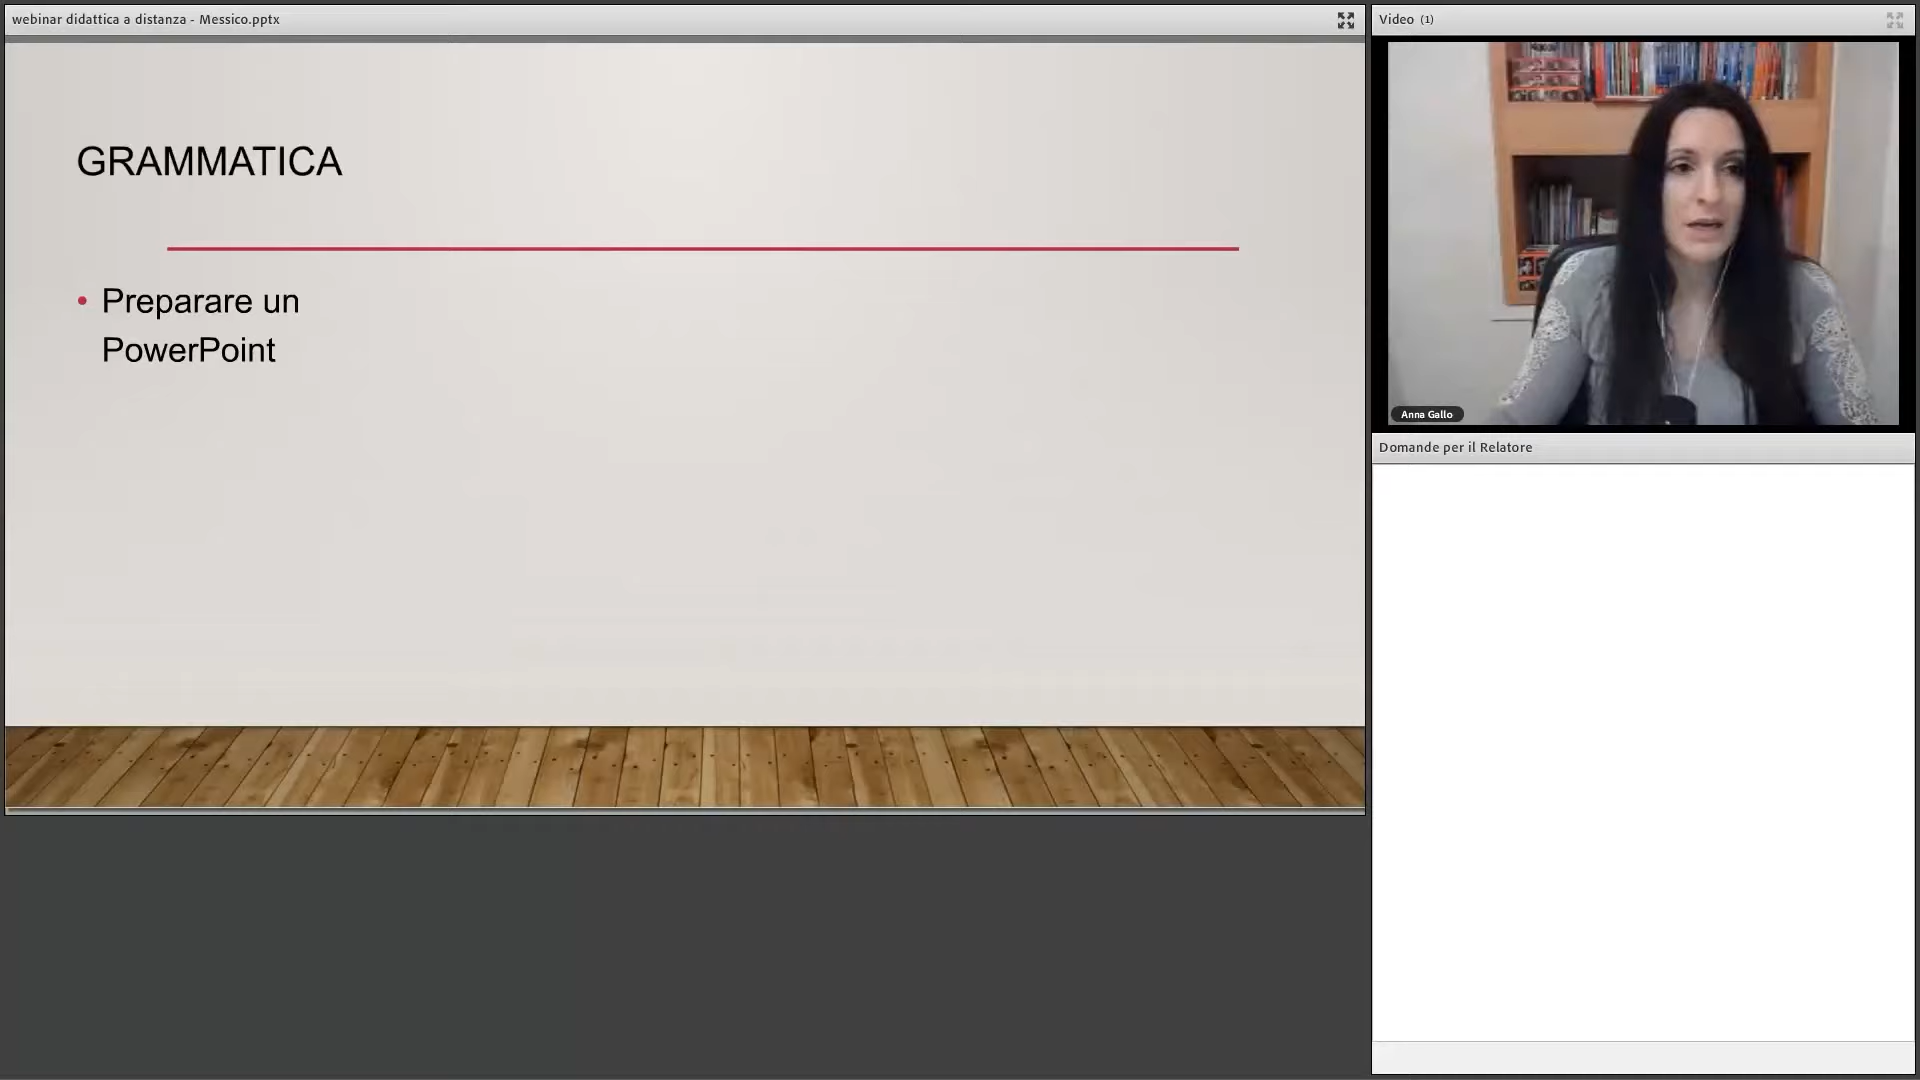 webinar didattica a distanza - Messico.pptx
GRAMMATICA
• Preparare un
PowerPoint
Video (1)
Anna Gallo
Domande per il Relatore